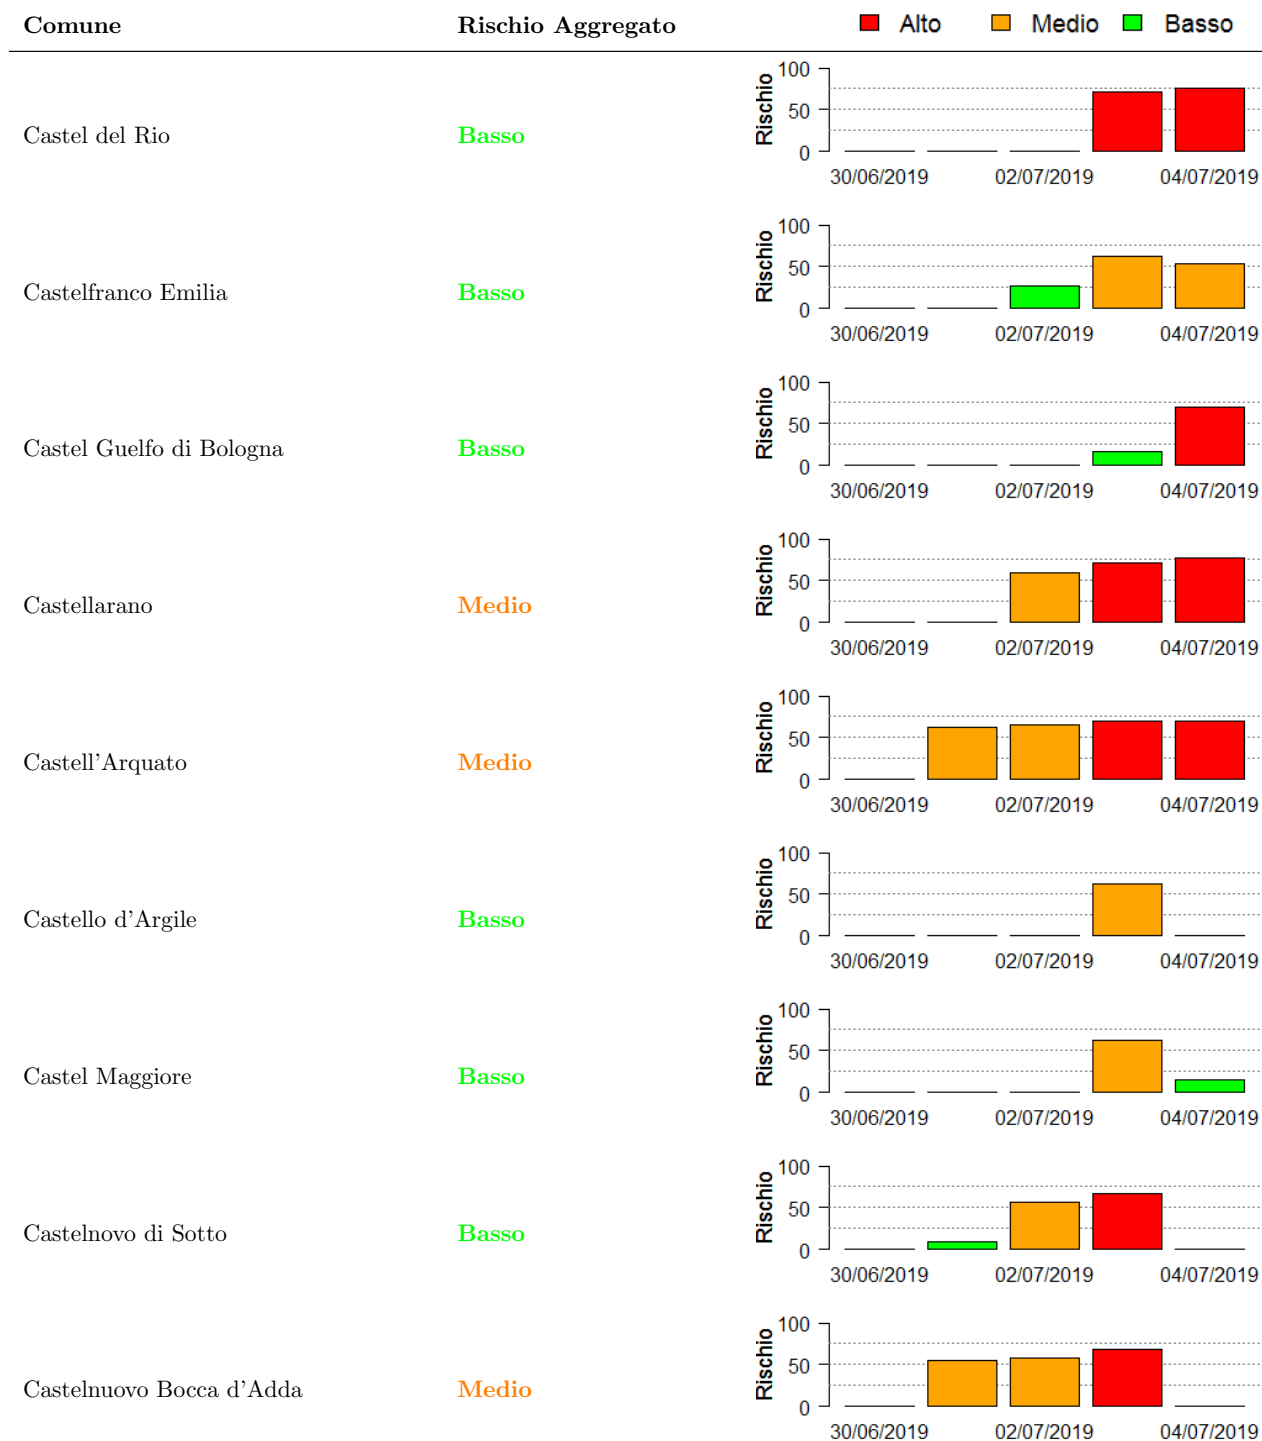 Comune Rischio Aggregato Alto Medio Basso
100
50
0
Rischio
Castel del Rio Basso
30/06/2019 02/07/2019 04/07/2019
100
50
0
Rischio
Castelfranco Emilia Basso
30/06/2019 02/07/2019 04/07/2019
100
50
0
Rischio
Castel Guelfo di Bologna Basso
30/06/2019 02/07/2019 04/07/2019
100
50
0
Rischio
Castellarano Medio
30/06/2019 02/07/2019 04/07/2019
100
50
0
Rischio
Castell'Arquato Medio
30/06/2019 02/07/2019 04/07/2019
100
50
0
Rischio
Castello d'Argile Basso
30/06/2019 02/07/2019 04/07/2019
100
50
0
Rischio
Castel Maggiore Basso
30/06/2019 02/07/2019 04/07/2019
100
50
0
Rischio
Castelnovo di Sotto Basso
30/06/2019 02/07/2019 04/07/2019
100
50
0
Rischio
Castelnuovo Bocca d'Adda Medio
30/06/2019 02/07/2019 04/07/2019